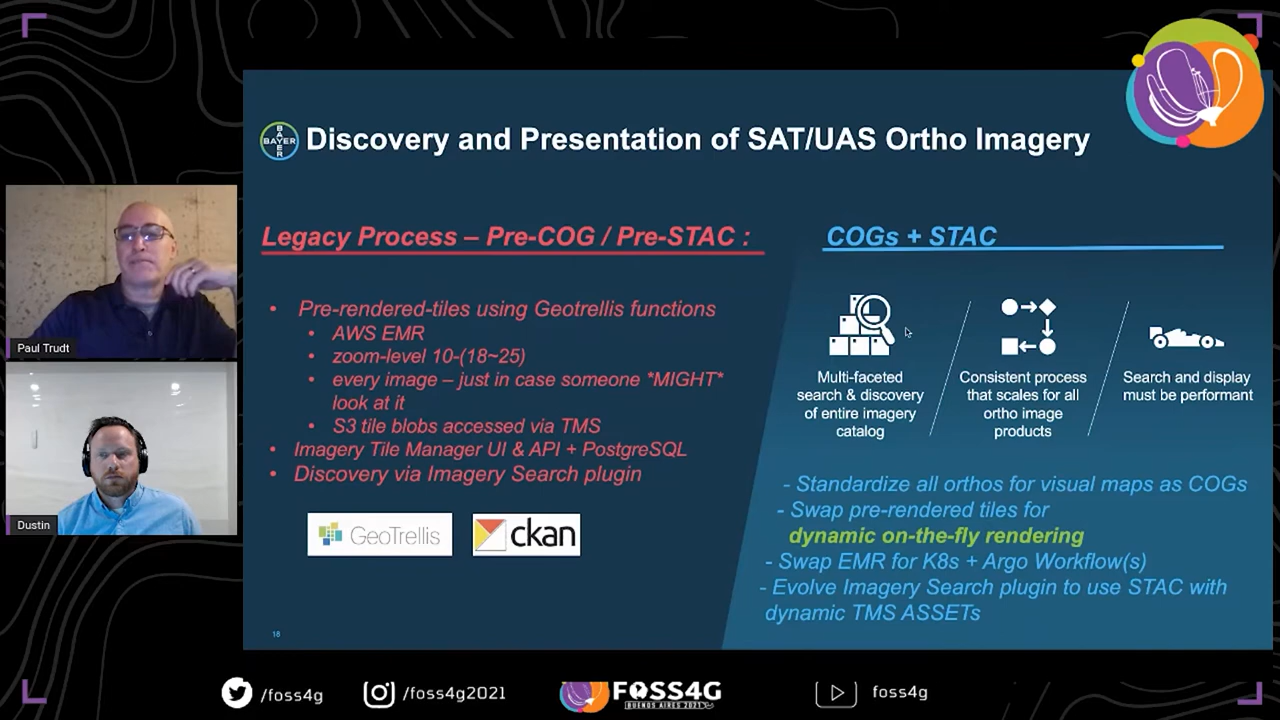 BAYER
BAYER
Discovery and Presentation of SAT/UAS Ortho Imagery
Legacy Process – Pre-COG / Pre-STAC :
• Pre-rendered-tiles using Geotrellis functions
• AWS EMR
• zoom-level 10-(18~25)
• every image – just in case someone *MIGHT*
look at it
• S3 tile blobs accessed via TMS
• Imagery Tile Manager UI & API + PostgreSQL
• Discovery via Imagery Search plugin
GeoTrellis
ckan
COGs + STAC
Multi-faceted
search & discovery
of entire imagery
catalog
Consistent process
that scales for all
ortho image
products
Search and display
must be performant
- Standardize all orthos for visual maps as COGs
- Swap pre-rendered tiles for
dynamic on-the-fly rendering
- Swap EMR for K8s + Argo Workflow(s)
- Evolve Imagery Search plugin to use STAC with
dynamic TMS ASSETs
18
Paul Trudt
Dustin
/foss4g
/foss4g2021
FOSS4G
BUENOS AIRES 2021
foss4g